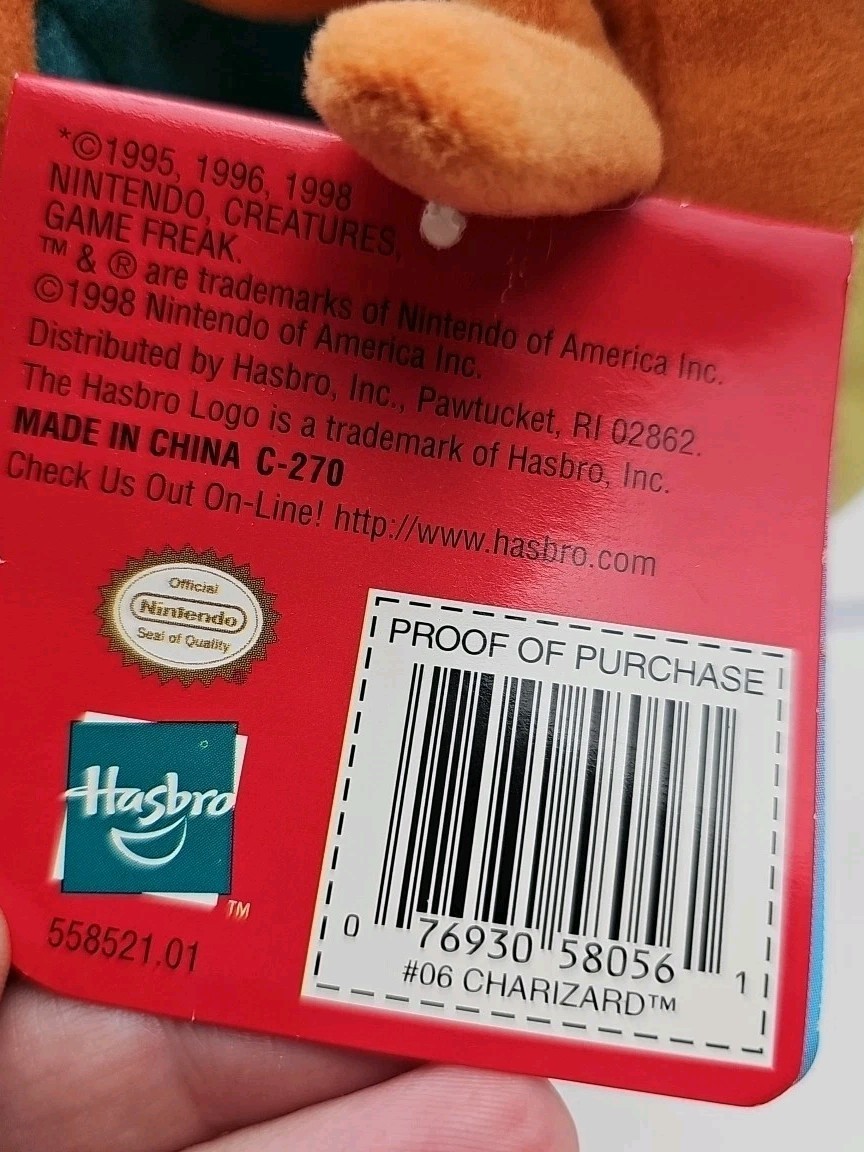 *©1995, 1996, 1998
NINTENDO, CREATURES,
GAME FREAK.
™ & ® are trademarks of Nintendo of America Inc.
©1998 Nintendo of America Inc.
Distributed by Hasbro, Inc., Pawtucket, RI 02862.
The Hasbro Logo is a trademark of Hasbro, Inc.
MADE IN CHINA C-270
Check Us Out On-Line! http://www.hasbro.com
Official
Nintendo
Seal of Quality
PROOF OF PURCHASE
Hasbro
TM
558521.01
0 76930 58056 1
#06 CHARIZARD™